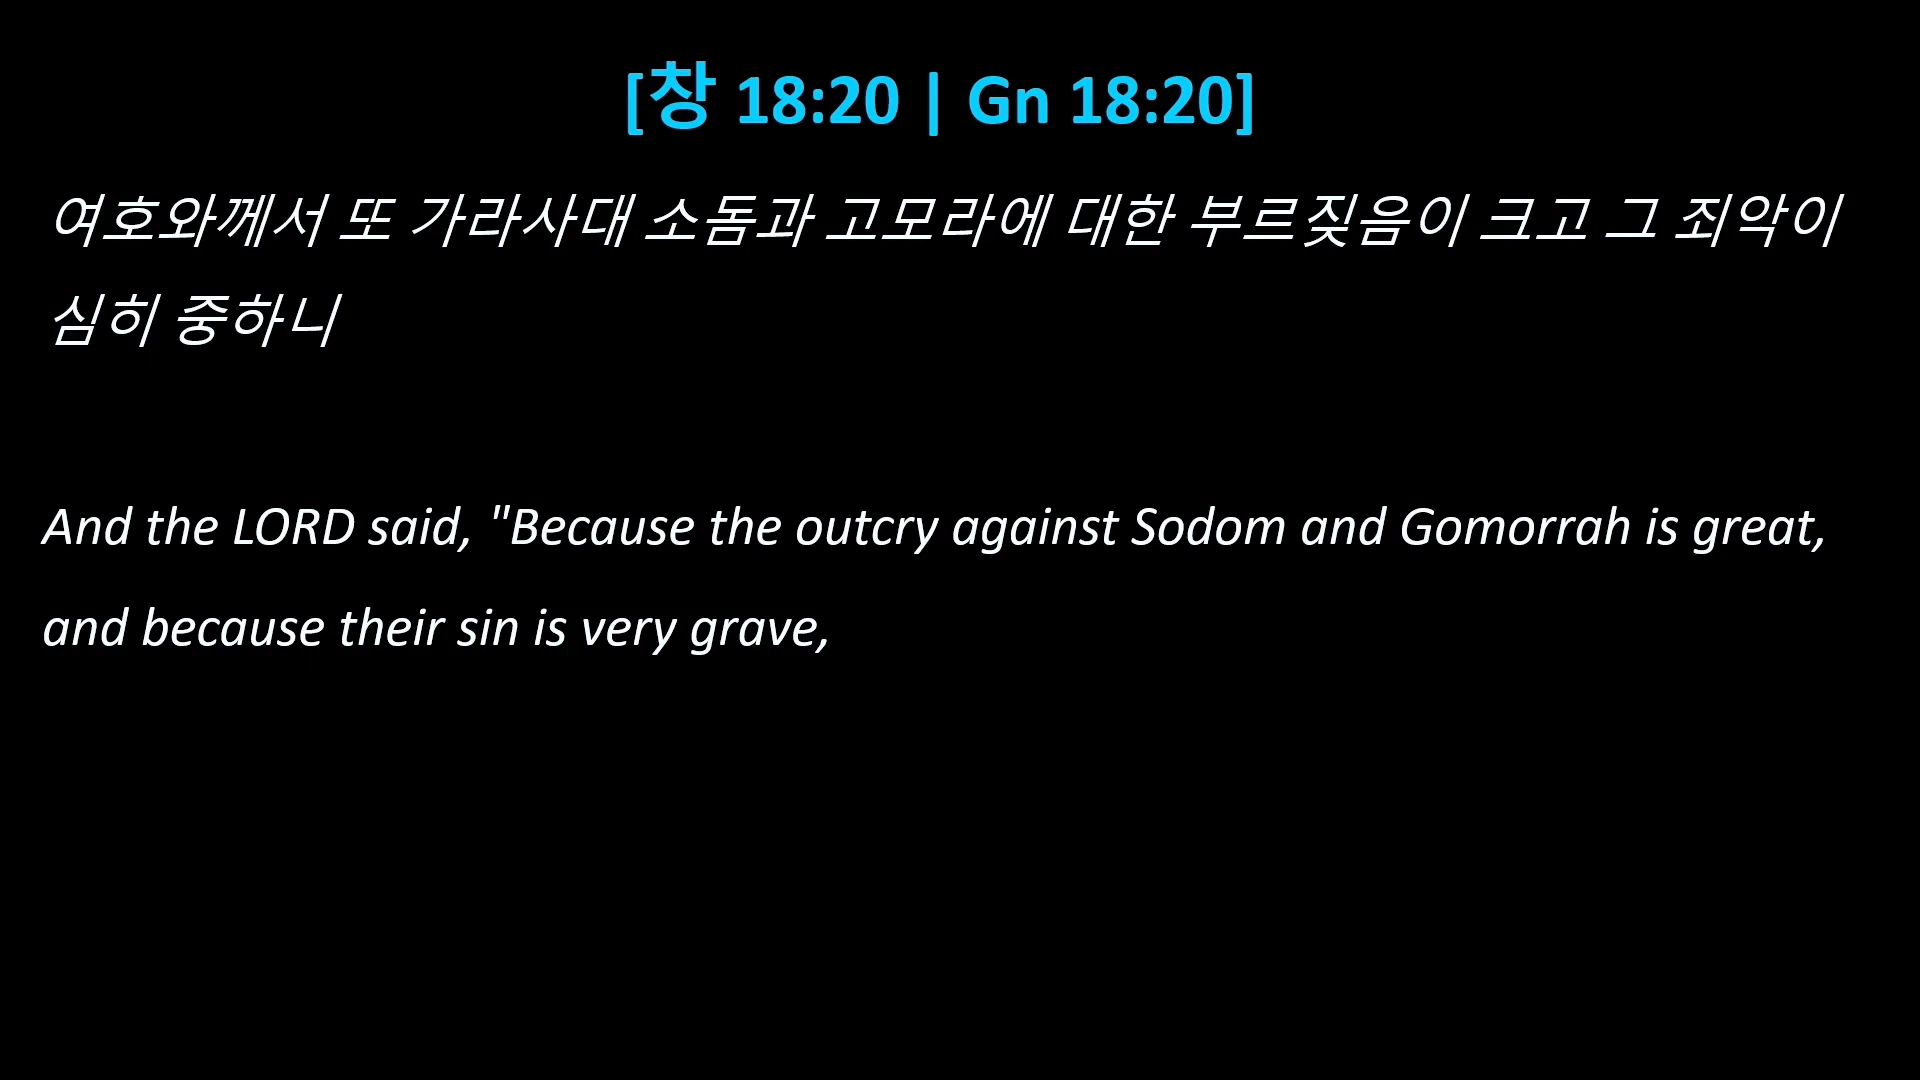 [창 18:20 | Gn 18:20]
여호와께서 또 가라사대 소돔과 고모라에 대한 부르짖음이 크고 그 죄악이
심히 중하니
And the LORD said, "Because the outcry against Sodom and Gomorrah is great,
and because their sin is very grave,